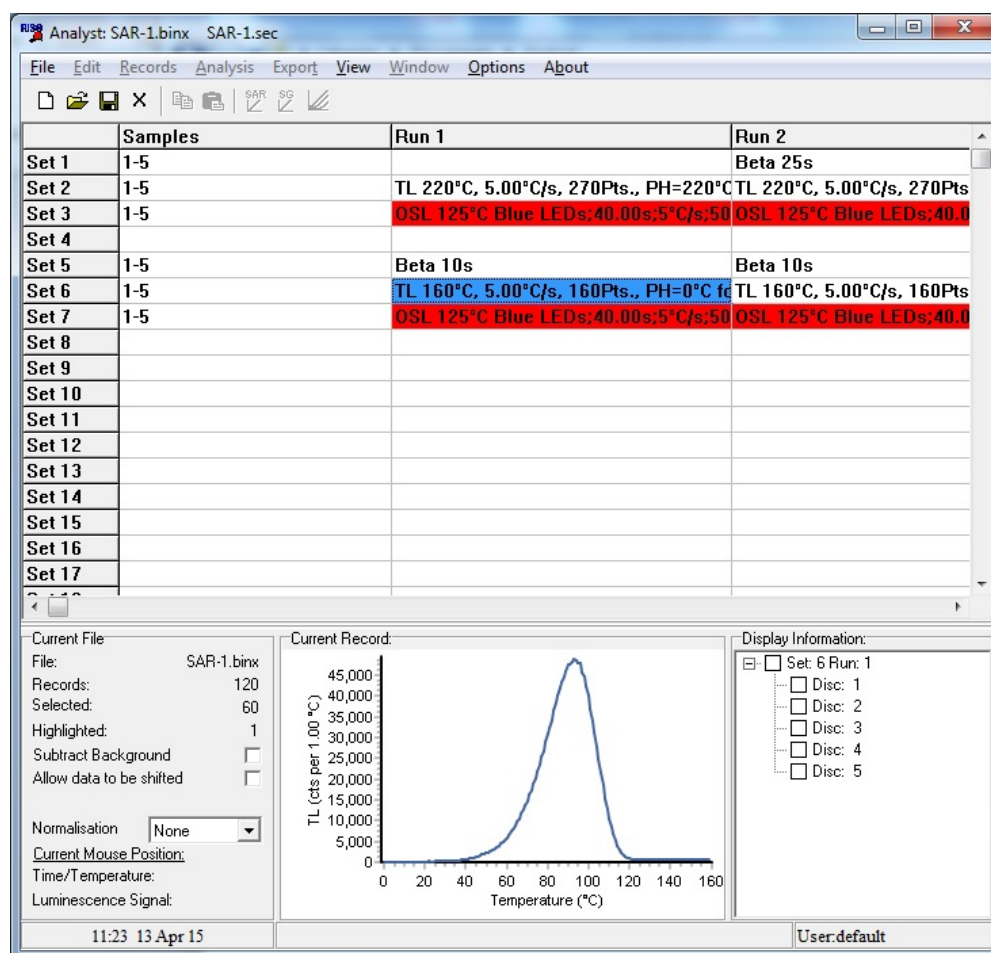 RISØ Analyst: SAR-1.binx SAR-1.sec
File Edit Records Analysis Export View Window Options About
SAR SG
Samples Run 1 Run 2
Set 1 1-5 Beta 25s
Set 2 1-5 TL 220°C, 5.00°C/s, 270Pts., PH=220°C TL 220°C, 5.00°C/s, 270Pts
Set 3 1-5 OSL 125°C Blue LEDs;40.00s;5°C/s;50 OSL 125°C Blue LEDs;40.0
Set 4
Set 5 1-5 Beta 10s Beta 10s
Set 6 1-5 TL 160°C, 5.00°C/s, 160Pts., PH=0°C fo TL 160°C, 5.00°C/s, 160Pts
Set 7 1-5 OSL 125°C Blue LEDs;40.00s;5°C/s;50 OSL 125°C Blue LEDs;40.0
Set 8
Set 9
Set 10
Set 11
Set 12
Set 13
Set 14
Set 15
Set 16
Set 17
Current File
File: SAR-1.binx
Records: 120
Selected: 60
Highlighted: 1
Subtract Background
Allow data to be shifted
Normalisation None
Current Mouse Position:
Time/Temperature:
Luminescence Signal:
Current Record:
TL (cts per 1.00 °C)
45,000
40,000
35,000
30,000
25,000
20,000
15,000
10,000
5,000
0
0 20 40 60 80 100 120 140 160
Temperature (°C)
Display Information:
Set: 6 Run: 1
Disc: 1
Disc: 2
Disc: 3
Disc: 4
Disc: 5
11:23 13 Apr 15 User:default